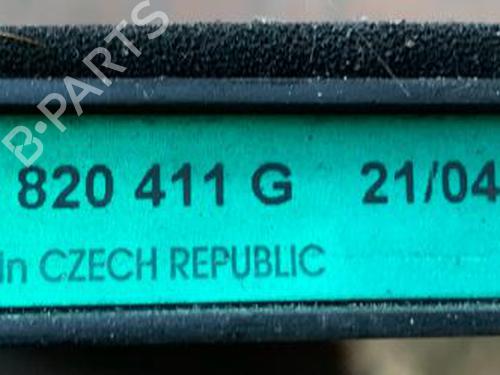 B-PARTS
820 411 G 21/04
In CZECH REPUBLIC